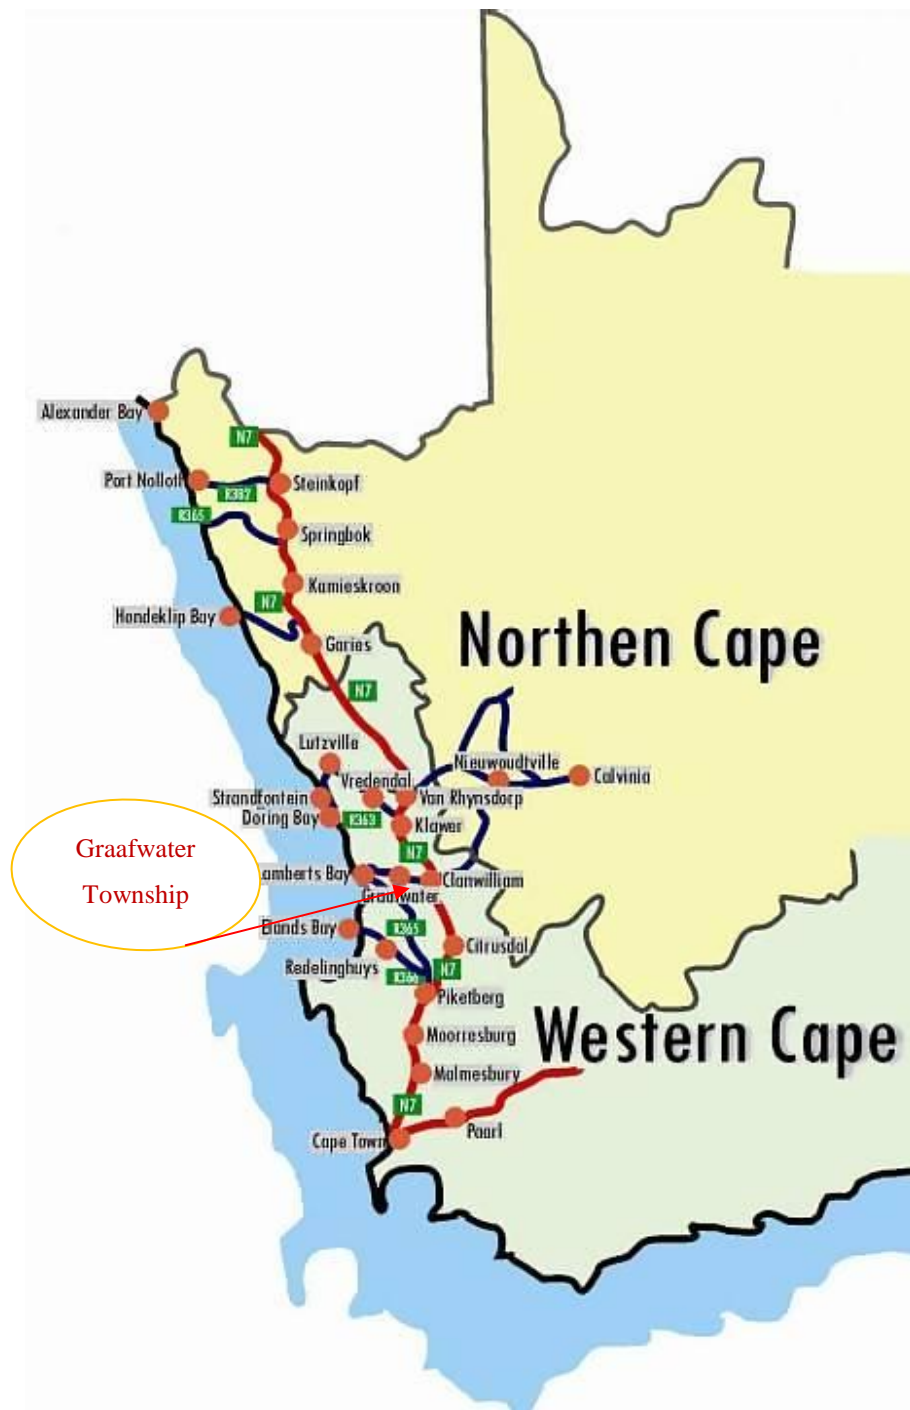 Alexander Bay
N7
Port Nolloth
R382
Steinkopf
R365
Springbok
Kamieskroon
N7
Hondeklip Bay
Garies
Northen Cape
N7
Lutzville
Nieuwoudtville
Calvinia
Vredendal
Strandfontein
Van Rhynsdorp
Doring Bay
R363
Klawer
Graafwater
Township
N7
Lamberts Bay
Clanwilliam
Graafwater
Elands Bay
R365
Citrusdal
Redelinghuys
R366
N7
Piketberg
Western Cape
Moorresburg
Malmesbury
N7
Cape Town
Paarl